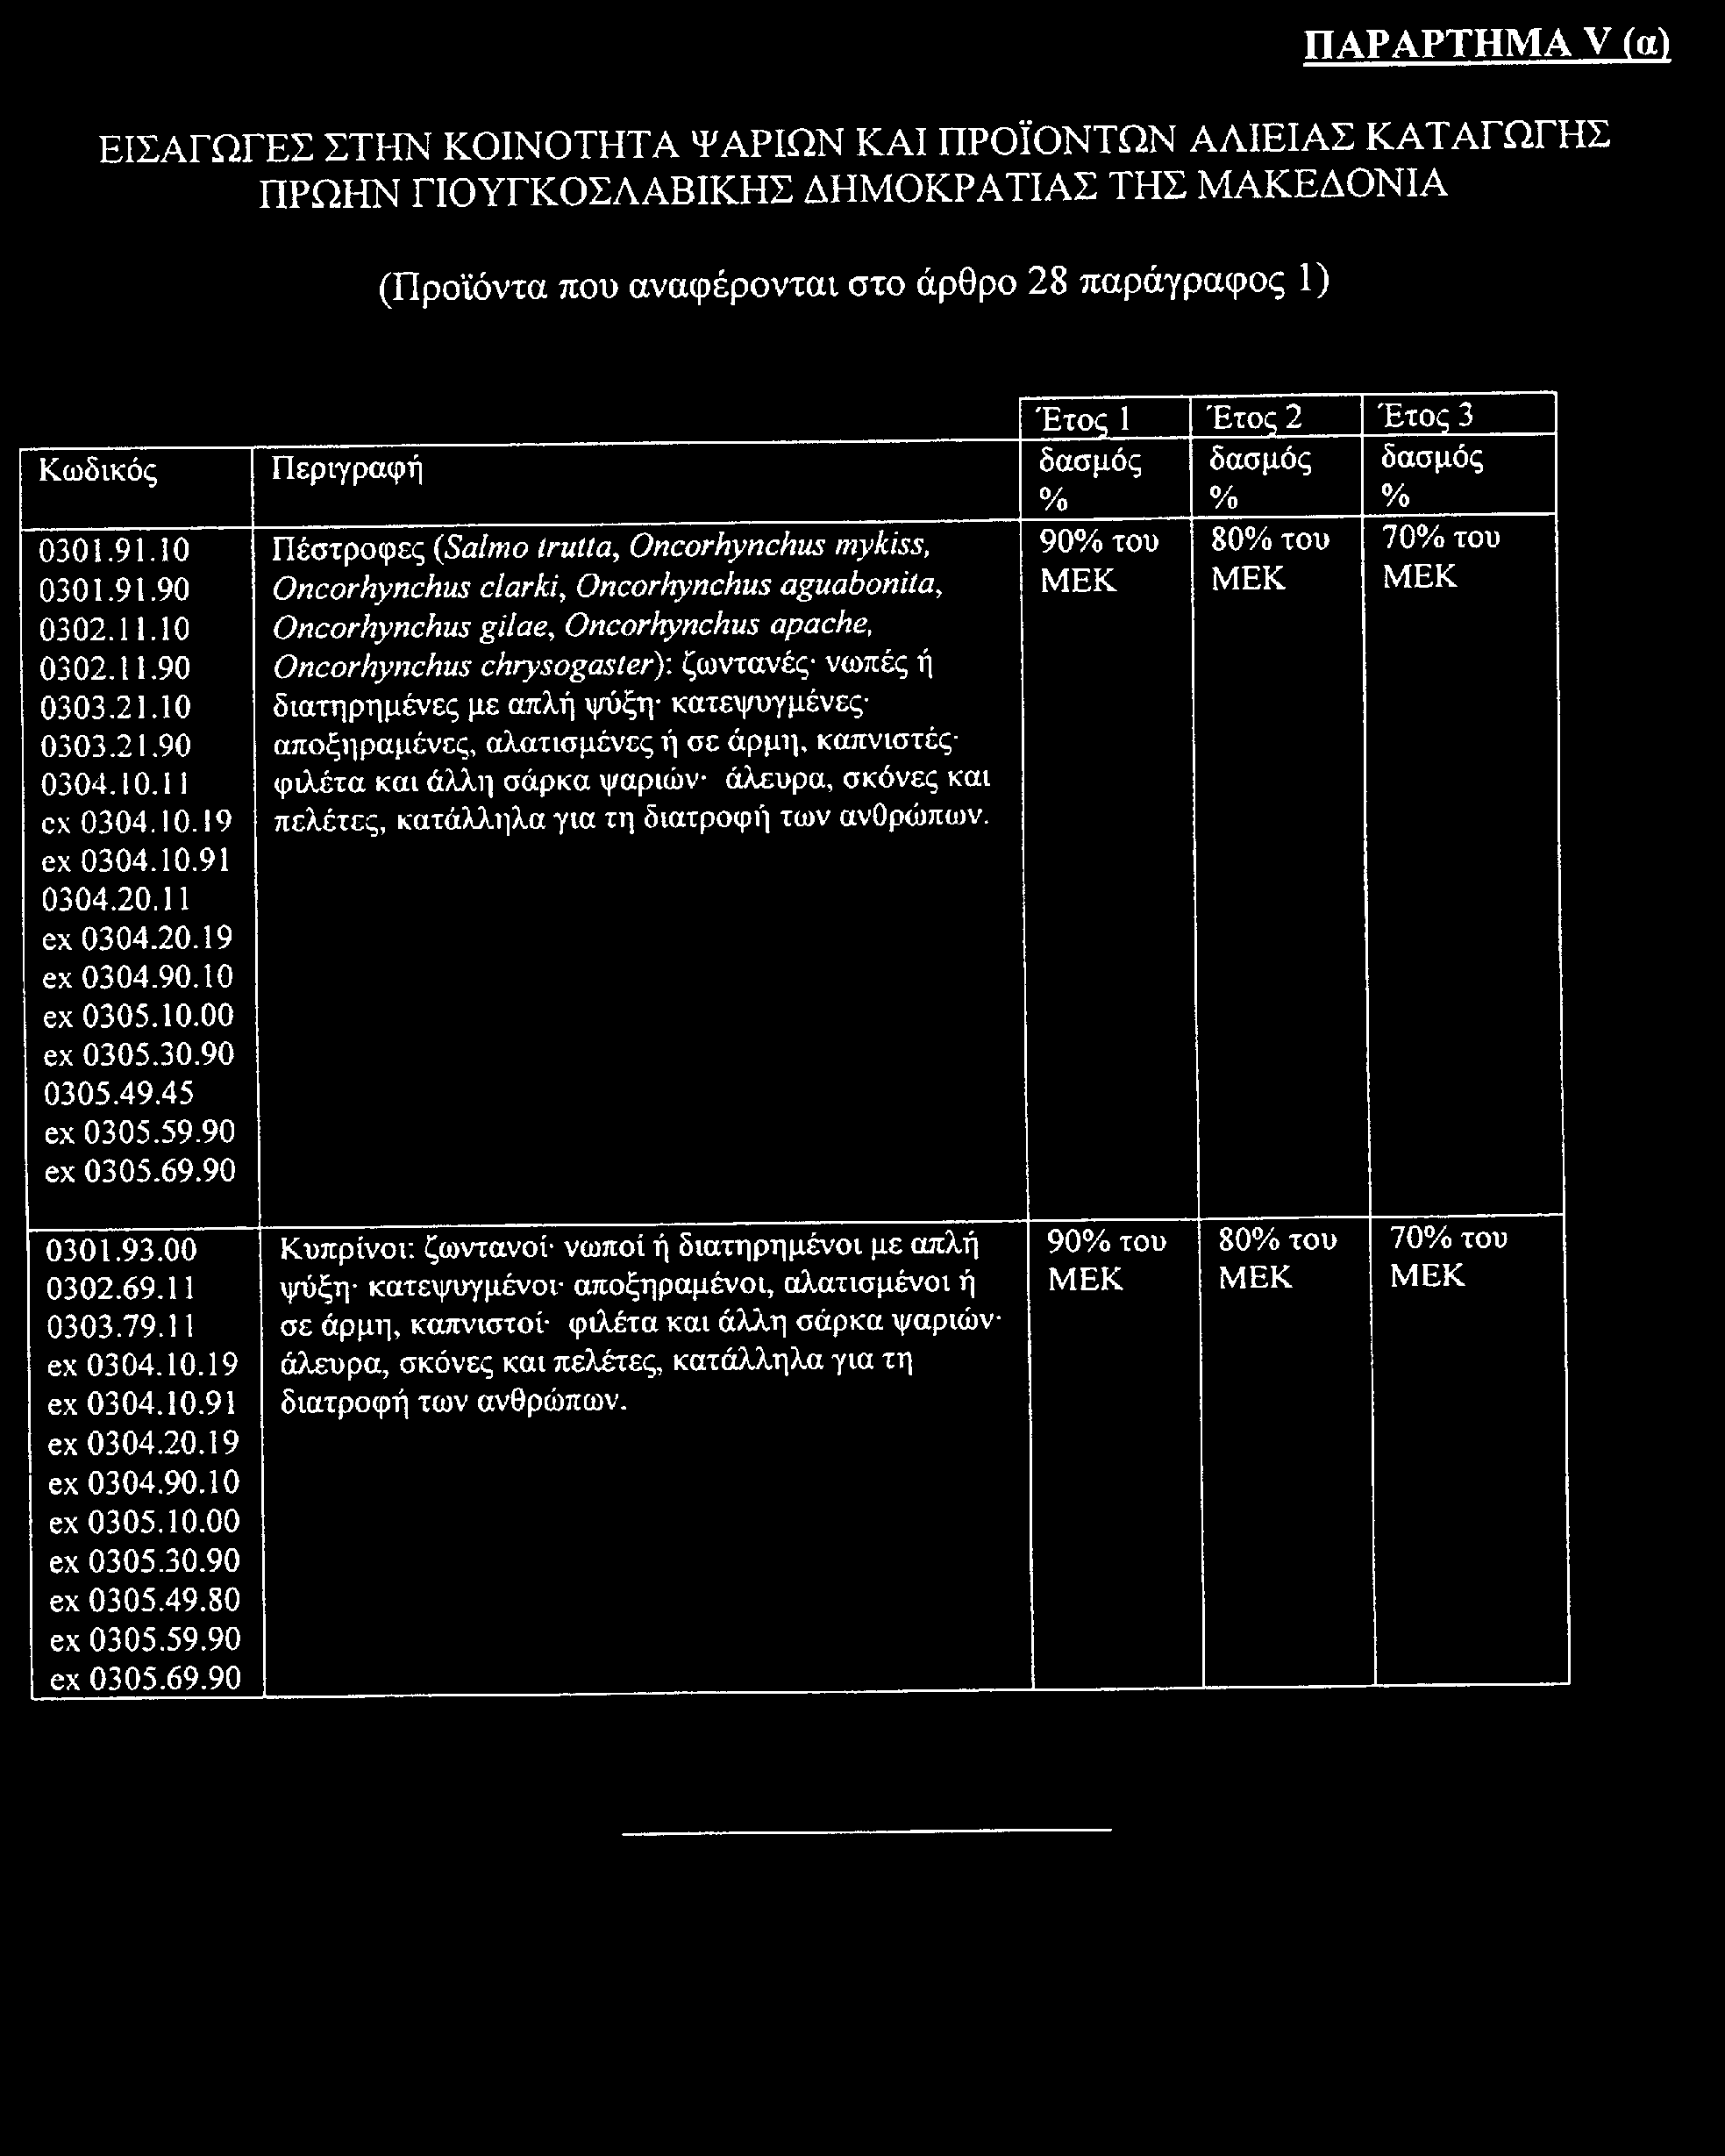 ΠΑΡΑΡΤΗΜΑ V (α)
ΕΙΣΑΓΩΓΕΣ ΣΤΗΝ ΚΟΙΝΟΤΗΤΑ ΨΑΡΙΩΝ ΚΑΙ ΠΡΟΪΟΝΤΩΝ ΑΛΙΕΙΑΣ ΚΑΤΑΓΩΓΗΣ
ΠΡΩΗΝ ΓΙΟΥΓΚΟΣΛΑΒΙΚΗΣ ΔΗΜΟΚΡΑΤΙΑΣ ΤΗΣ ΜΑΚΕΔΟΝΙΑ
(Προϊόντα που αναφέρονται στο άρθρο 28 παράγραφος 1)
Έτος 1 Έτος 2 Έτος 3
Κωδικός Περιγραφή δασμός δασμός δασμός
% % %
0301.91.10 Πέστροφες (Salmo trutta, Oncorhynchus mykiss, 90% του 80% του 70% του
0301.91.90 Oncorhynchus clarki, Oncorhynchus aguabonita, ΜΕΚ ΜΕΚ ΜΕΚ
0302.11.10 Oncorhynchus gilae, Oncorhynchus apache,
0302.11.90 Oncorhynchus chrysogaster): ζωντανές· νωπές ή
0303.21.10 διατηρημένες με απλή ψύξη· κατεψυγμένες·
0303.21.90 αποξηραμένες, αλατισμένες ή σε άρμη, καπνιστές·
0304.10.11 φιλέτα και άλλη σάρκα ψαριών· άλευρα, σκόνες και
ex 0304.10.19 πελέτες, κατάλληλα για τη διατροφή των ανθρώπων.
ex 0304.10.91
0304.20.11
ex 0304.20.19
ex 0304.90.10
ex 0305.10.00
ex 0305.30.90
0305.49.45
ex 0305.59.90
ex 0305.69.90
0301.93.00 Κυπρίνοι: ζωντανοί· νωποί ή διατηρημένοι με απλή 90% του 80% του 70% του
0302.69.11 ψύξη· κατεψυγμένοι· αποξηραμένοι, αλατισμένοι ή ΜΕΚ ΜΕΚ ΜΕΚ
0303.79.11 σε άρμη, καπνιστοί· φιλέτα και άλλη σάρκα ψαριών·
ex 0304.10.19 άλευρα, σκόνες και πελέτες, κατάλληλα για τη
ex 0304.10.91 διατροφή των ανθρώπων.
ex 0304.20.19
ex 0304.90.10
ex 0305.10.00
ex 0305.30.90
ex 0305.49.80
ex 0305.59.90
ex 0305.69.90